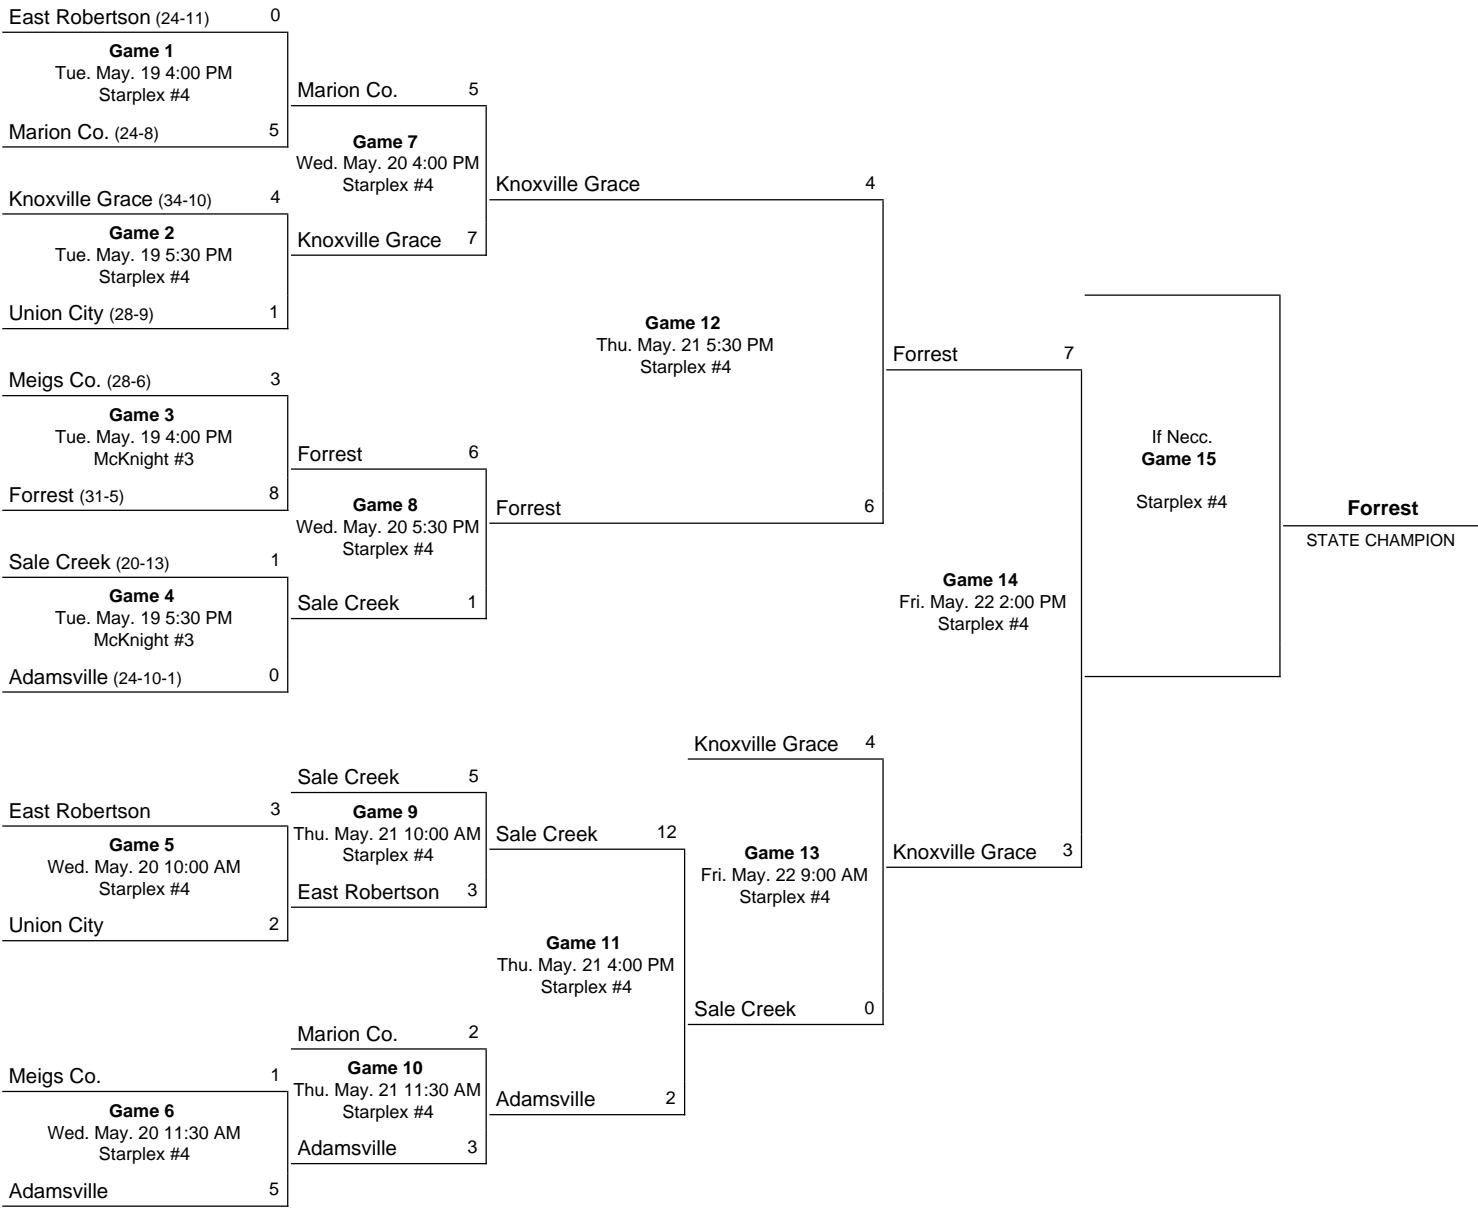 East Robertson (24-11) 0
Game 1
Tue. May. 19 4:00 PM
Starplex #4
Marion Co. (24-8) 5
Knoxville Grace (34-10) 4
Game 2
Tue. May. 19 5:30 PM
Starplex #4
Union City (28-9) 1
Meigs Co. (28-6) 3
Game 3
Tue. May. 19 4:00 PM
McKnight #3
Forrest (31-5) 8
Sale Creek (20-13) 1
Game 4
Tue. May. 19 5:30 PM
McKnight #3
Adamsville (24-10-1) 0
East Robertson 3
Game 5
Wed. May. 20 10:00 AM
Starplex #4
Union City 2
Meigs Co. 1
Game 6
Wed. May. 20 11:30 AM
Starplex #4
Adamsville 5
Marion Co. 5
Game 7
Wed. May. 20 4:00 PM
Starplex #4
Knoxville Grace 7
Forrest 6
Game 8
Wed. May. 20 5:30 PM
Starplex #4
Sale Creek 1
Sale Creek 5
Game 9
Thu. May. 21 10:00 AM
Starplex #4
East Robertson 3
Marion Co. 2
Game 10
Thu. May. 21 11:30 AM
Starplex #4
Adamsville 3
Knoxville Grace 4
Game 12
Thu. May. 21 5:30 PM
Starplex #4
Forrest 6
Sale Creek 12
Game 11
Thu. May. 21 4:00 PM
Starplex #4
Adamsville 2
Knoxville Grace 4
Game 13
Fri. May. 22 9:00 AM
Starplex #4
Sale Creek 0
Forrest 7
Game 14
Fri. May. 22 2:00 PM
Starplex #4
Knoxville Grace 3
If Necc.
Game 15
Starplex #4
Forrest
STATE CHAMPION